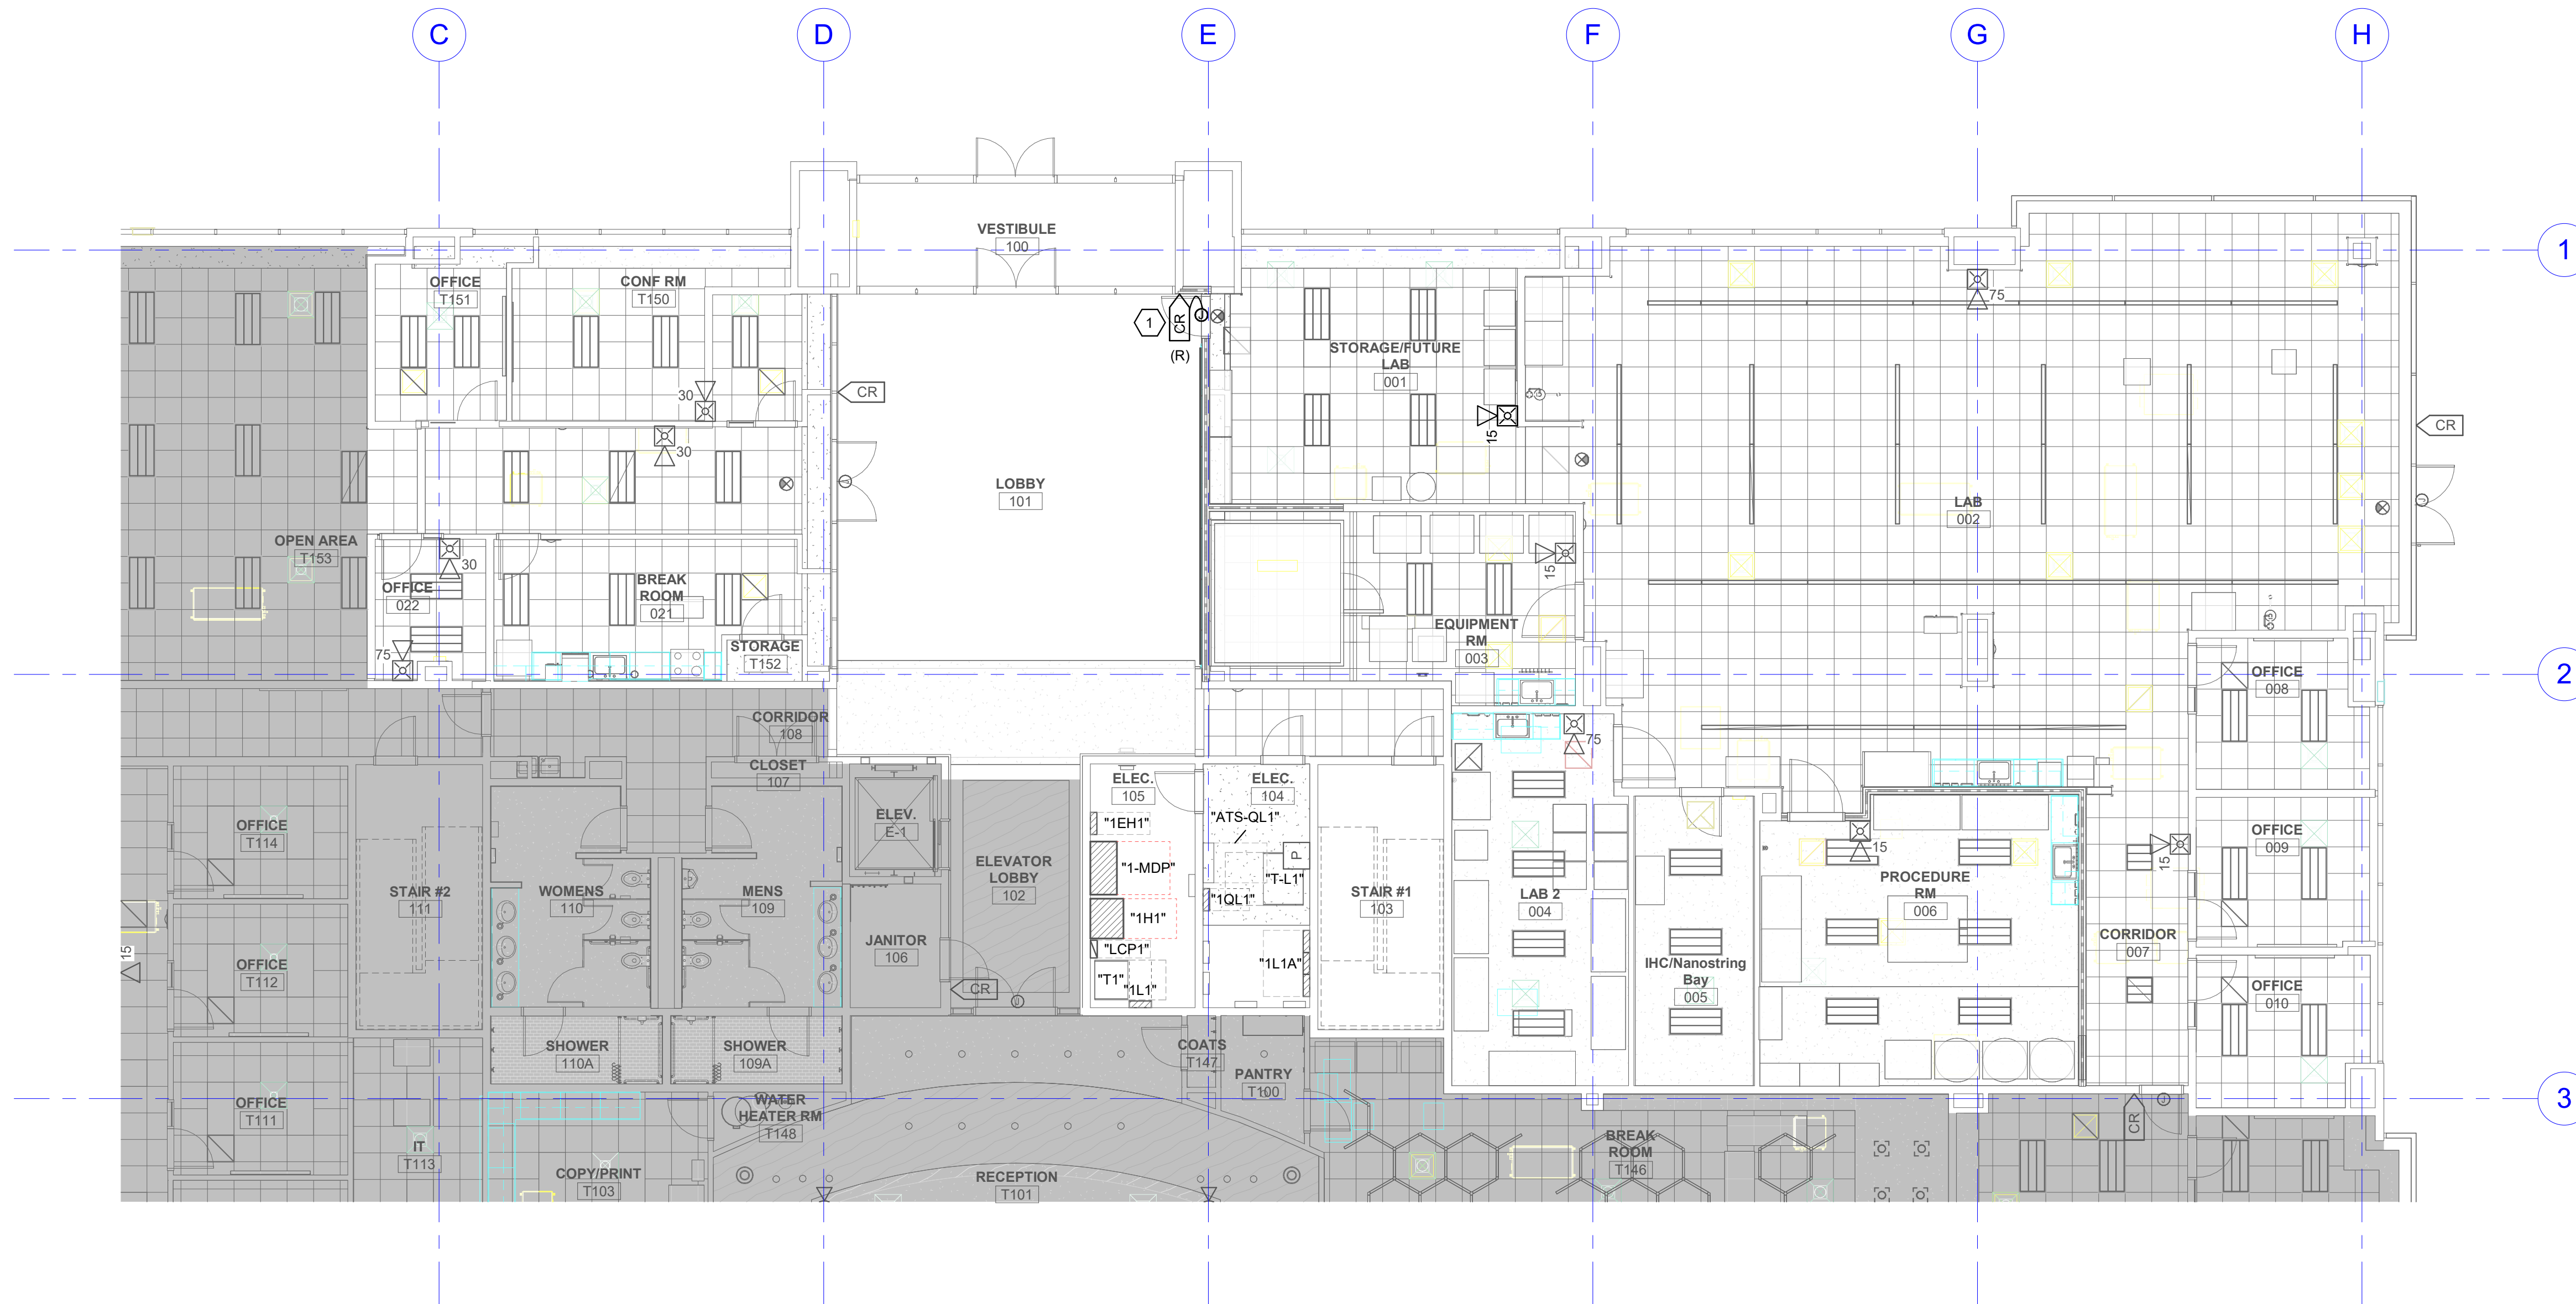 C
D
E
F
G
H
1
2
3
VESTIBULE
100
OFFICE
T151
CONF RM
T150
1
CR
J
(R)
STORAGE/FUTURE
LAB
001
75
30
CR
30
15
CR
LOBBY
101
J
LAB
002
J
OPEN AREA
T153
30
OFFICE
022
BREAK
ROOM
021
15
EQUIPMENT
RM
003
75
STORAGE
T152
OFFICE
008
CORRIDOR
108
CLOSET
107
75
ELEC.
105
ELEC.
104
ELEV.
E-1
"1EH1"
"ATS-QL1"
OFFICE
T114
OFFICE
009
15
15
P
"1-MDP"
"T-L1"
ELEVATOR
LOBBY
102
STAIR #2
111
WOMENS
110
MENS
109
"1QL1"
STAIR #1
103
LAB 2
004
PROCEDURE
RM
006
"1H1"
JANITOR
106
"LCP1"
CORRIDOR
007
15
OFFICE
T112
"T1"
"1L1"
"1L1A"
IHC/Nanostring
Bay
005
OFFICE
010
CR
J
SHOWER
110A
SHOWER
109A
COATS
T147
PANTRY
T100
OFFICE
T111
WATER
HEATER RM
T148
CR
J
IT
T113
BREAK
ROOM
T146
COPY/PRINT
T103
RECEPTION
T101